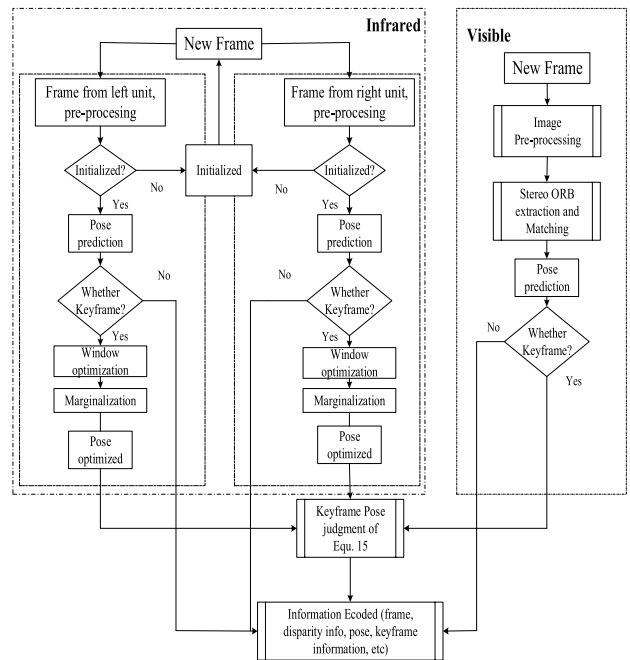 Infrared
Visible
New Frame
Frame from left unit,
pre-procesing
Frame from right unit,
pre-procesing
Initialized?
Initialized
Initialized?
No
No
Yes
Yes
Pose
prediction
Pose
prediction
No
No
Whether
Keyframe?
Whether
Keyframe?
Yes
Yes
Window
optimization
Window
optimization
Marginalization
Marginalization
Pose
optimized
Pose
optimized
New Frame
Image
Pre-processing
Stereo ORB
extraction and
Matching
Pose
prediction
No
Whether
Keyframe?
Yes
Keyframe Pose
judgment of
Equ. 15
Information Ecoded (frame,
disparity info, pose, keyframe
information, etc)